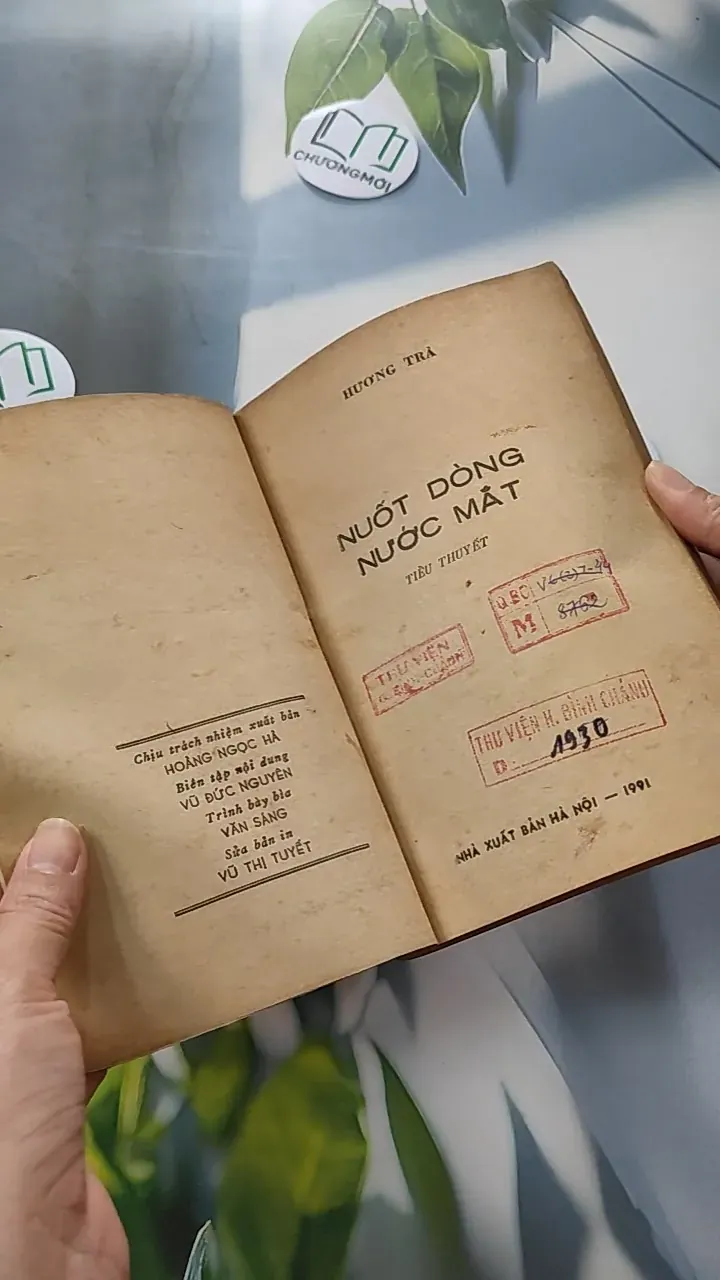 CHƯƠNGMỚI
HƯƠNG TRÀ
NUỐT DÒNG
NƯỚC MẮT
TIỂU THUYẾT
THƯ VIỆN
M
8762
THƯ VIỆN H. BÌNH CHÁNH
Đ: 1930
NHÀ XUẤT BẢN HÀ NỘI — 1991
Chịu trách nhiệm xuất bản
HOÀNG NGỌC HÀ
Biên tập nội dung
VŨ ĐỨC NGUYÊN
Trình bày bìa
VĂN SÁNG
Sửa bản in
VŨ THỊ TUYẾT